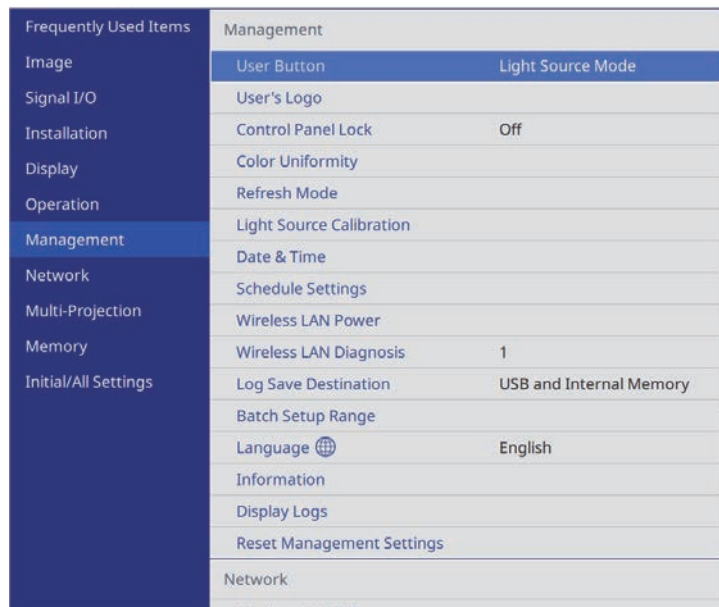 Frequently Used Items
Image
Signal I/O
Installation
Display
Operation
Management
Network
Multi-Projection
Memory
Initial/All Settings
Management
User Button Light Source Mode
User's Logo
Control Panel Lock Off
Color Uniformity
Refresh Mode
Light Source Calibration
Date & Time
Schedule Settings
Wireless LAN Power
Wireless LAN Diagnosis 1
Log Save Destination USB and Internal Memory
Batch Setup Range
Language English
Information
Display Logs
Reset Management Settings
Network